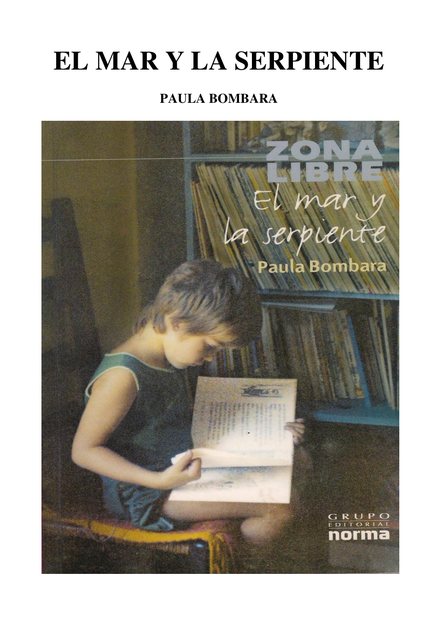 EL MAR Y LA SERPIENTE
PAULA BOMBARA
ZONA
LIBRE
El mar y
la serpiente
Paula Bombara
GRUPO
EDITORIAL
norma